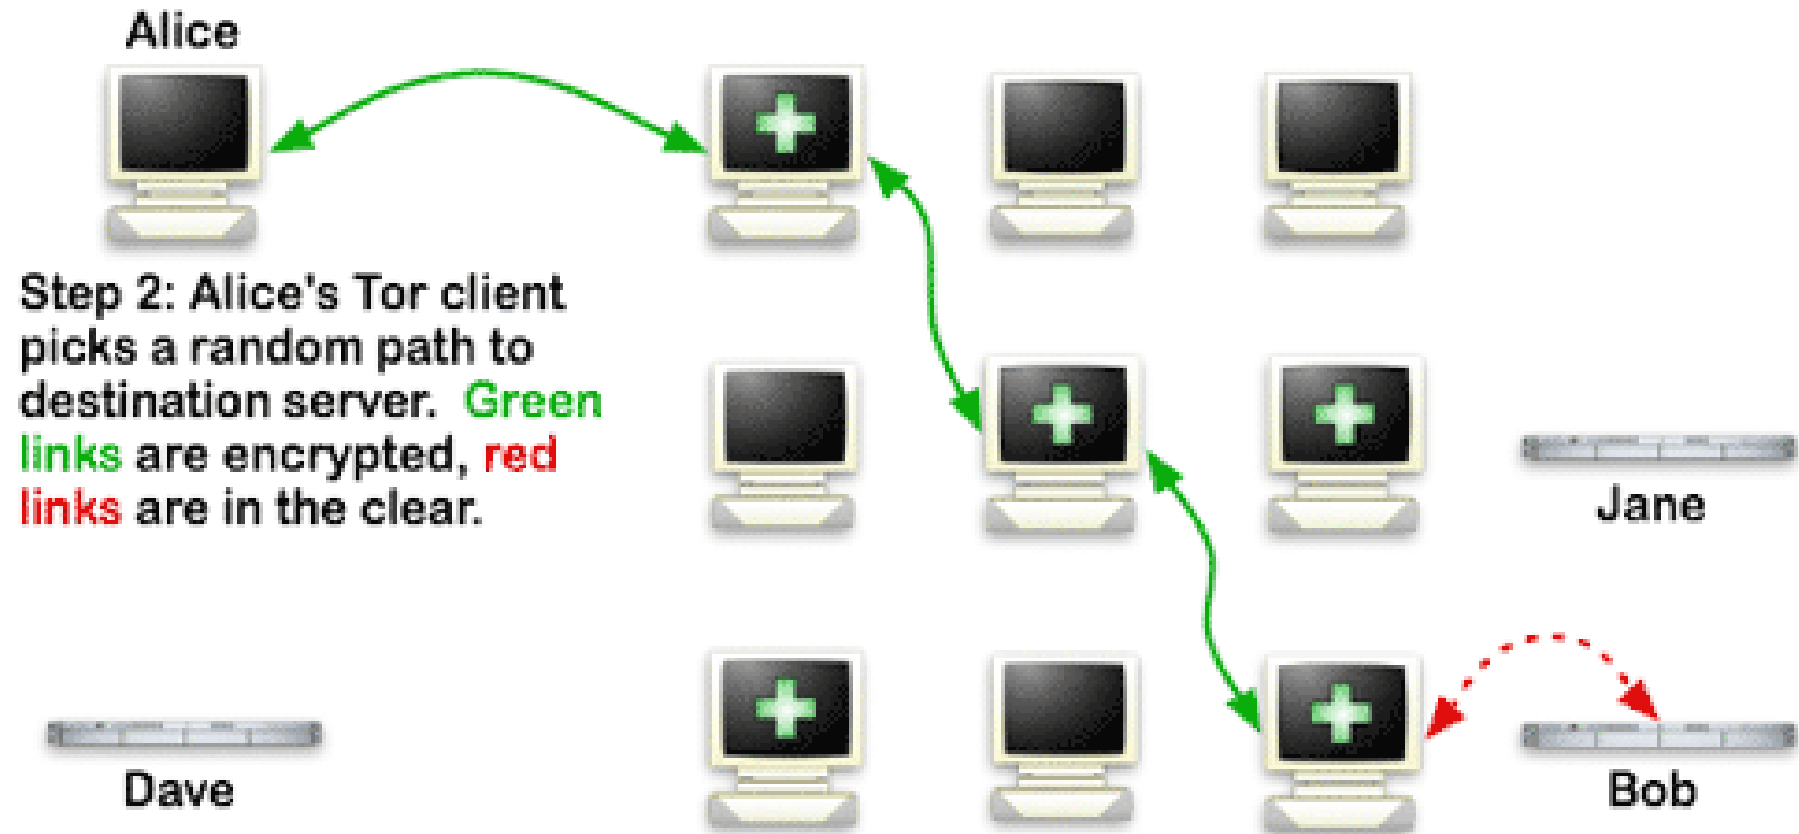 Alice
Step 2: Alice's Tor client
picks a random path to
destination server. Green
links are encrypted, red
links are in the clear.
Jane
Dave
Bob